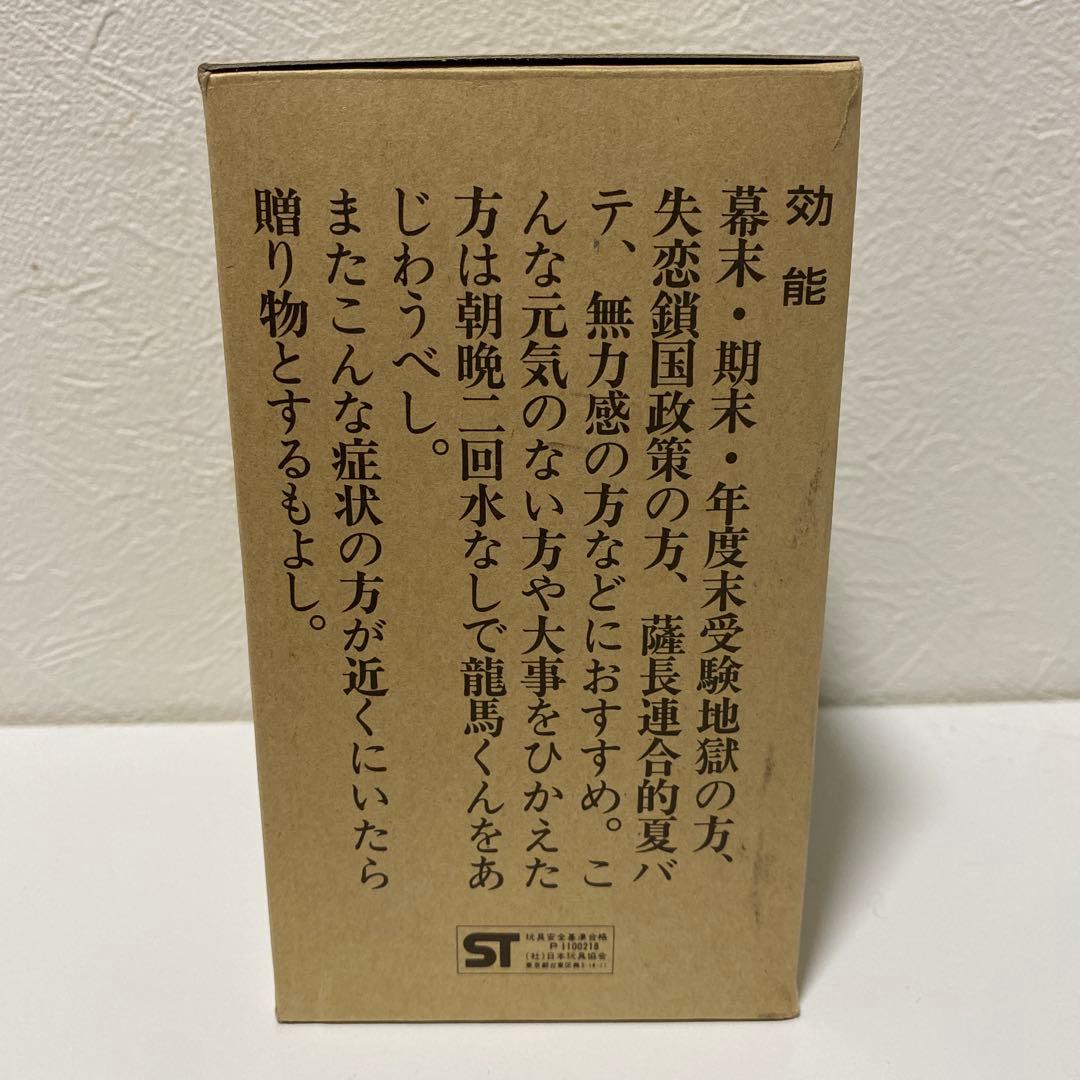 効能
幕末・期末・年度末受験地獄の方、
失恋鎖国政策の方、薩長連合的夏バ
テ、無力感の方などにおすすめ。こ
んな元気のない方や大事をひかえた
方は朝晩二回水なしで龍馬くんをあ
じわうべし。
またこんな症状の方が近くにいたら
贈り物とするもよし。
ST
玩具安全基準合格
P 1100218
(社)日本玩具協会